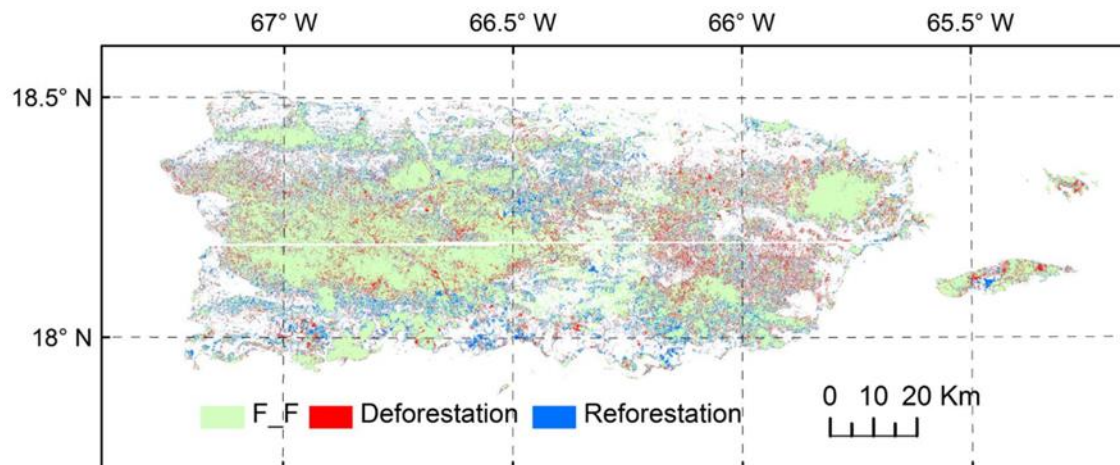 67° W 66.5° W 66° W 65.5° W
18.5° N
18° N
F_F Deforestation Reforestation
0 10 20 Km